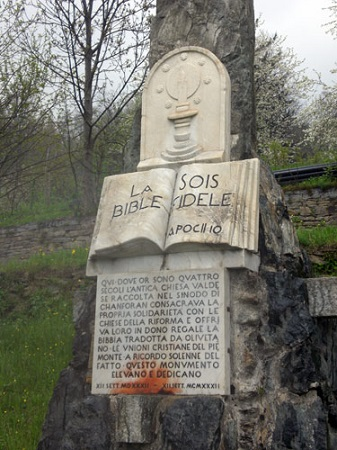 LA
BIBLE
SOIS
FIDELE
APOC II 10
QUI·DOVE OR SONO QUATTRO
SECOLI L'ANTICA CHIESA VALDE
SE RACCOLTA NEL SINODO DI
CHANFORAN CONSACRAVA LA
PROPRIA SOLIDARIETÀ CON LE
CHIESE DELLA RIFORMA E OFFRI
VA LORO IN DONO REGALE LA
BIBBIA TRADOTTA DA OLIVETA
NO·LE UNIONI CRISTIANE DEL PIE
MONTE A RICORDO SOLENNE DEL
FATTO·QUESTO MONUMENTO
ELEVANO E DEDICANO
XII SETT MDXXXII – XII SETT. MCMXXXII